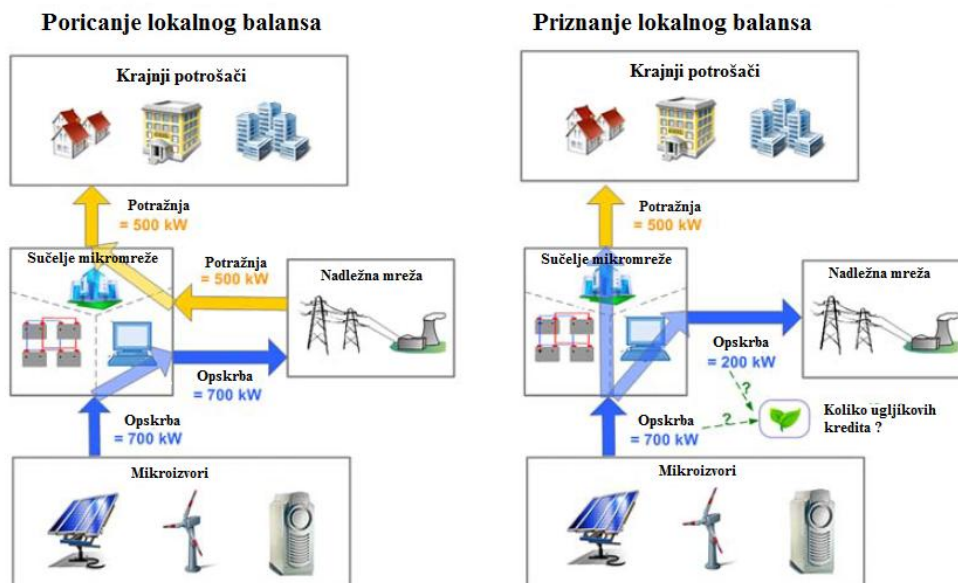 Poricanje lokalnog balansa
Krajnji potrošači
Potražnja
= 500 kW
Sučelje mikromreže
Potražnja
= 500 kW
Nadležna mreža
Opskrba
= 700 kW
Opskrba
= 700 kW
Mikroizvori
Priznanje lokalnog balansa
Krajnji potrošači
Potražnja
= 500 kW
Sučelje mikromreže
Nadležna mreža
Opskrba
= 200 kW
?
Opskrba
= 700 kW
?
Koliko ugljikovih
kredita ?
Mikroizvori